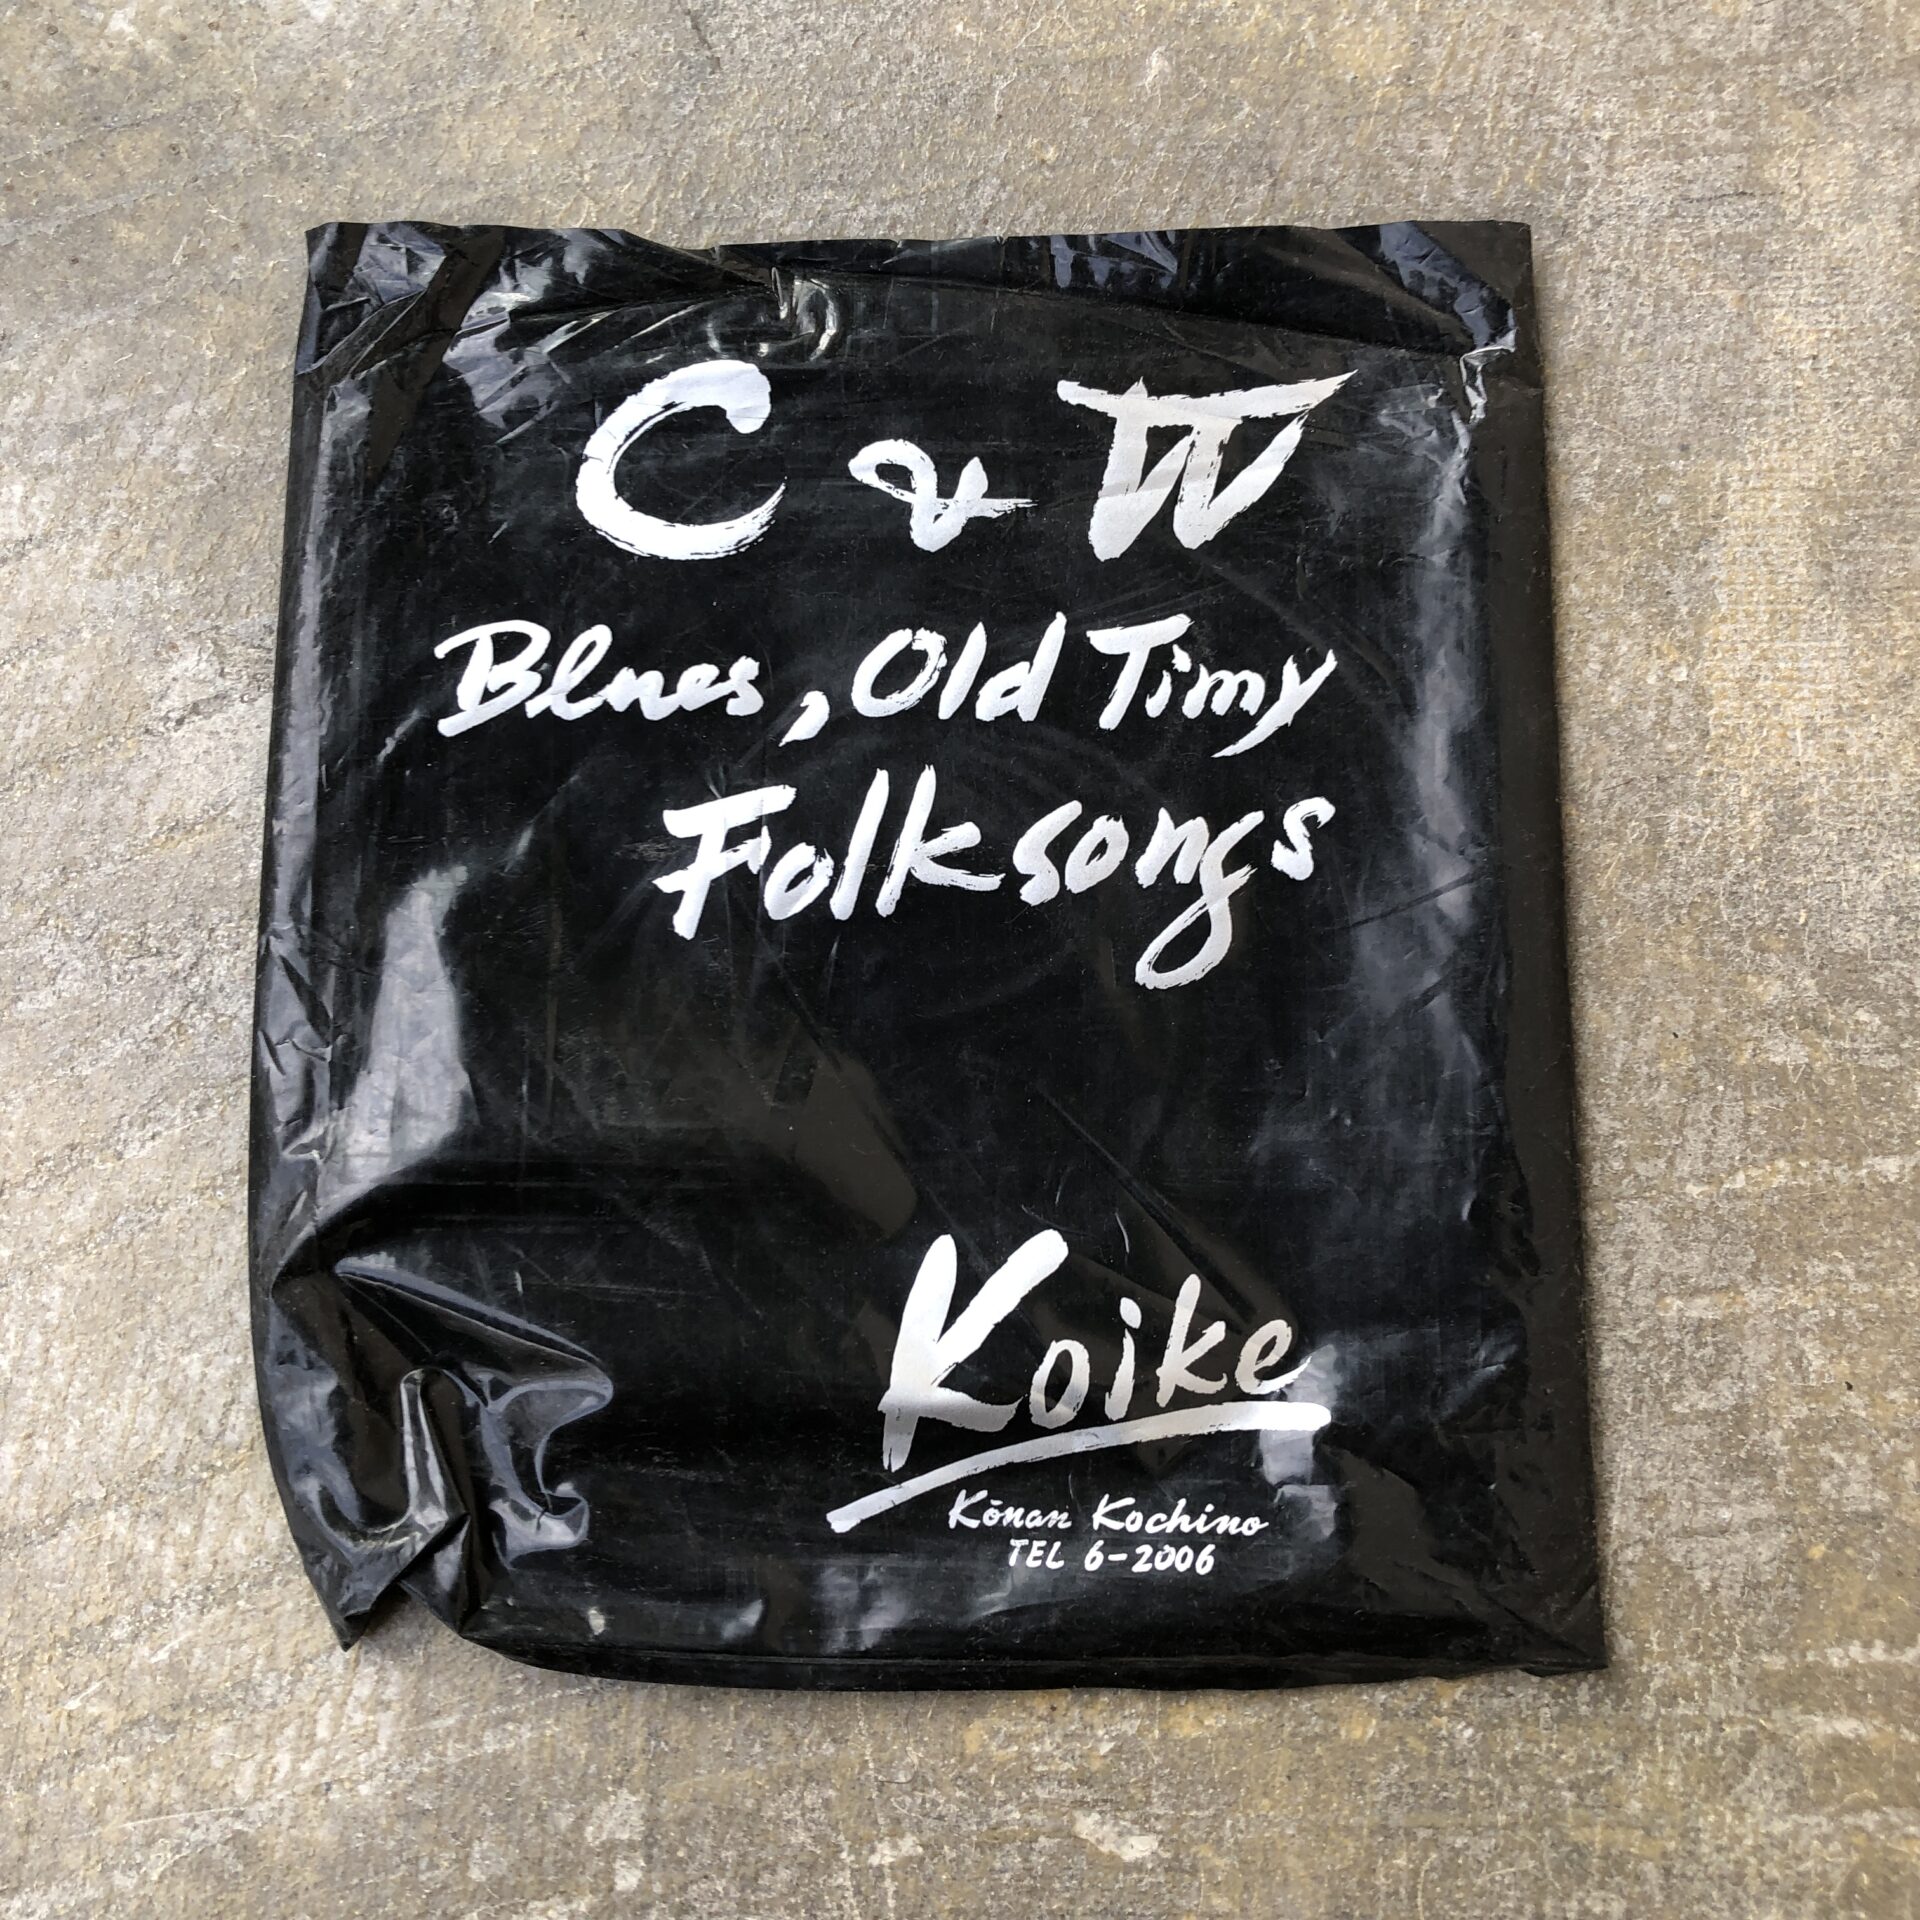 C & W
Blues, Old Timy
Folksongs
Koike
Kōnan Kochino
TEL 6-2006